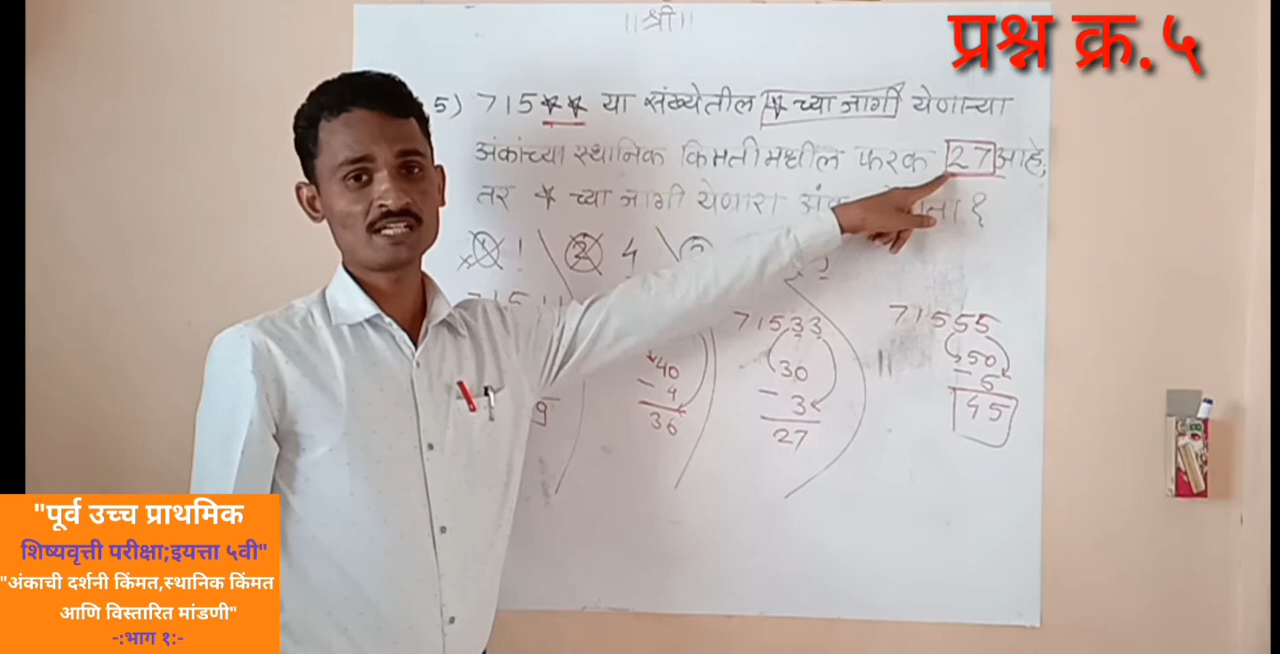 ॥श्री॥
प्रश्न क्र.५
5) 715** या संख्येतील * च्या जागी येणाऱ्या
अंकांच्या स्थानिक किमतीमधील फरक 27 आहे;
तर * च्या जागी येणारा
① 1 ② 4
71533 71555
40 30 50
- 4 - 3 - 5
9 36 27 45
"पूर्व उच्च प्राथमिक
शिष्यवृत्ती परीक्षा;इयत्ता ५वी"
"अंकाची दर्शनी किंमत,स्थानिक किंमत
आणि विस्तारित मांडणी"
-:भाग १:-